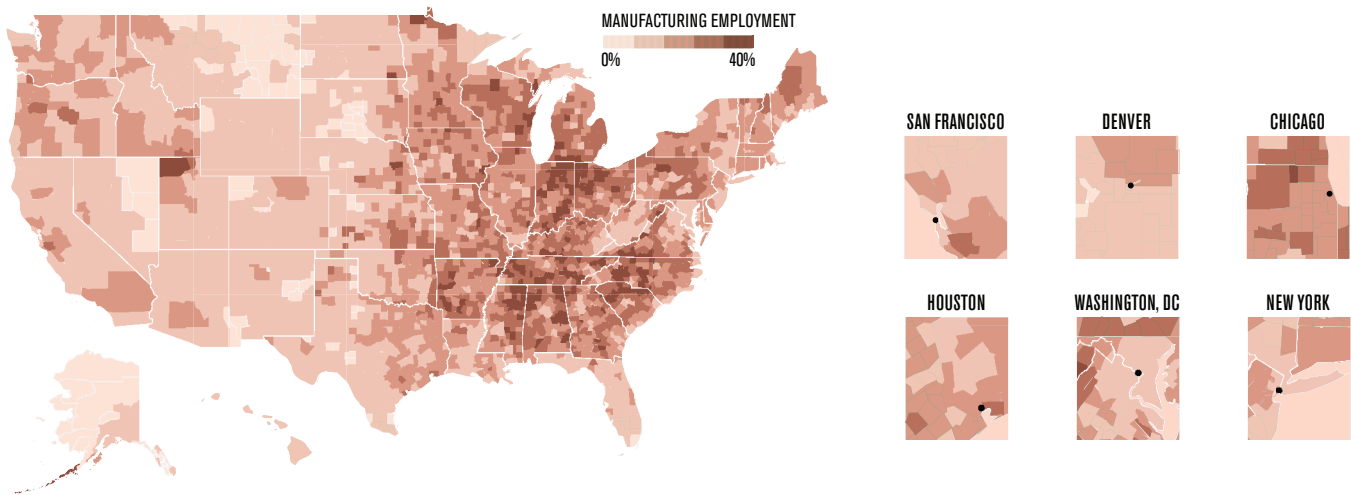 MANUFACTURING EMPLOYMENT
0% 40%
SAN FRANCISCO
DENVER
CHICAGO
HOUSTON
WASHINGTON, DC
NEW YORK